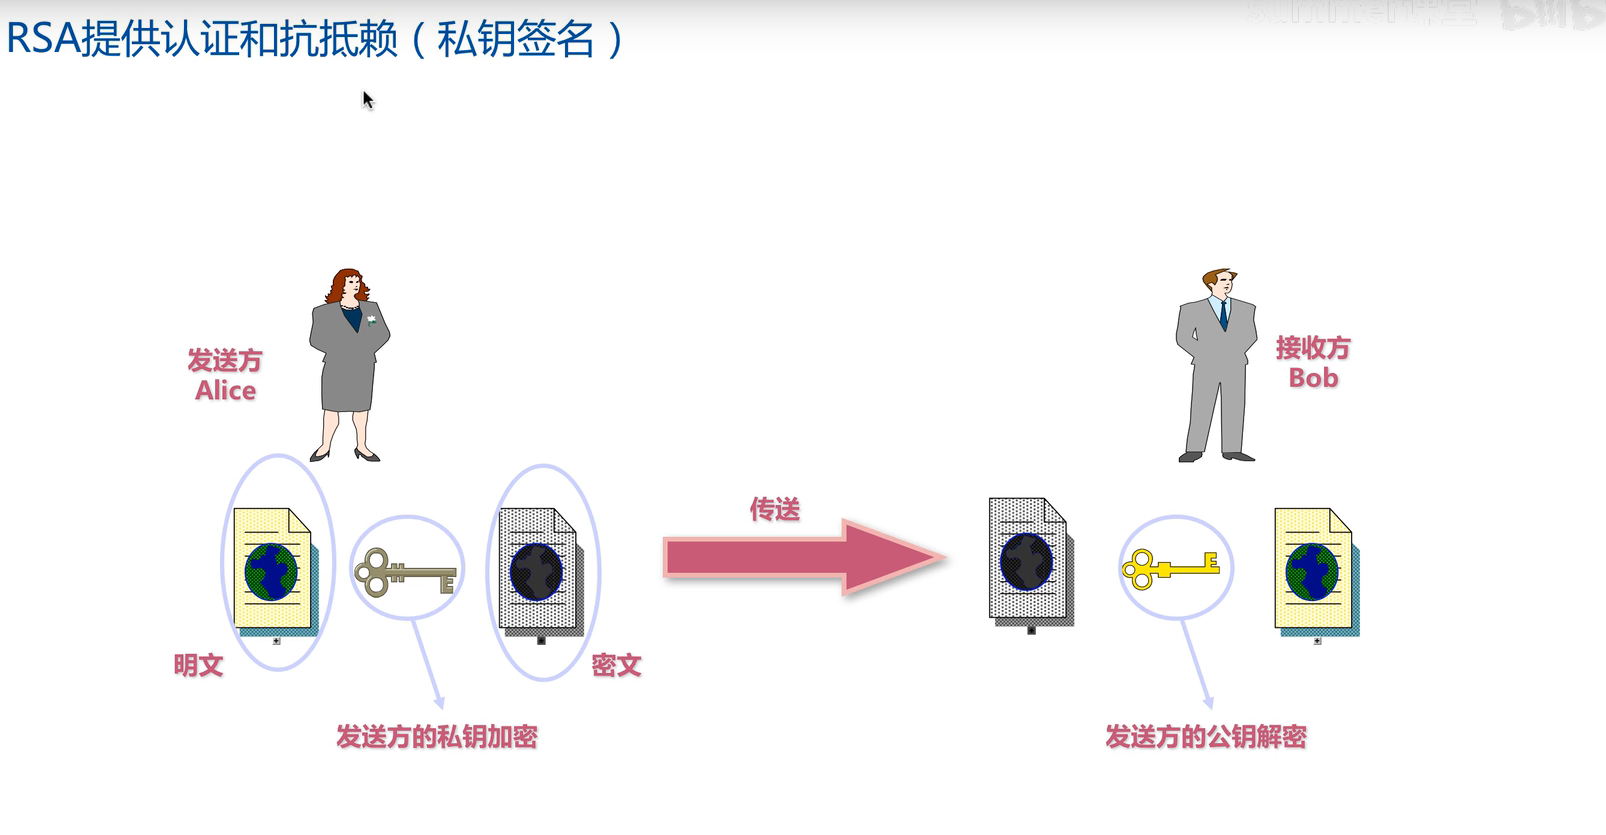 RSA提供认证和抗抵赖（私钥签名）
发送方
Alice
接收方
Bob
传送
明文
密文
发送方的私钥加密
发送方的公钥解密